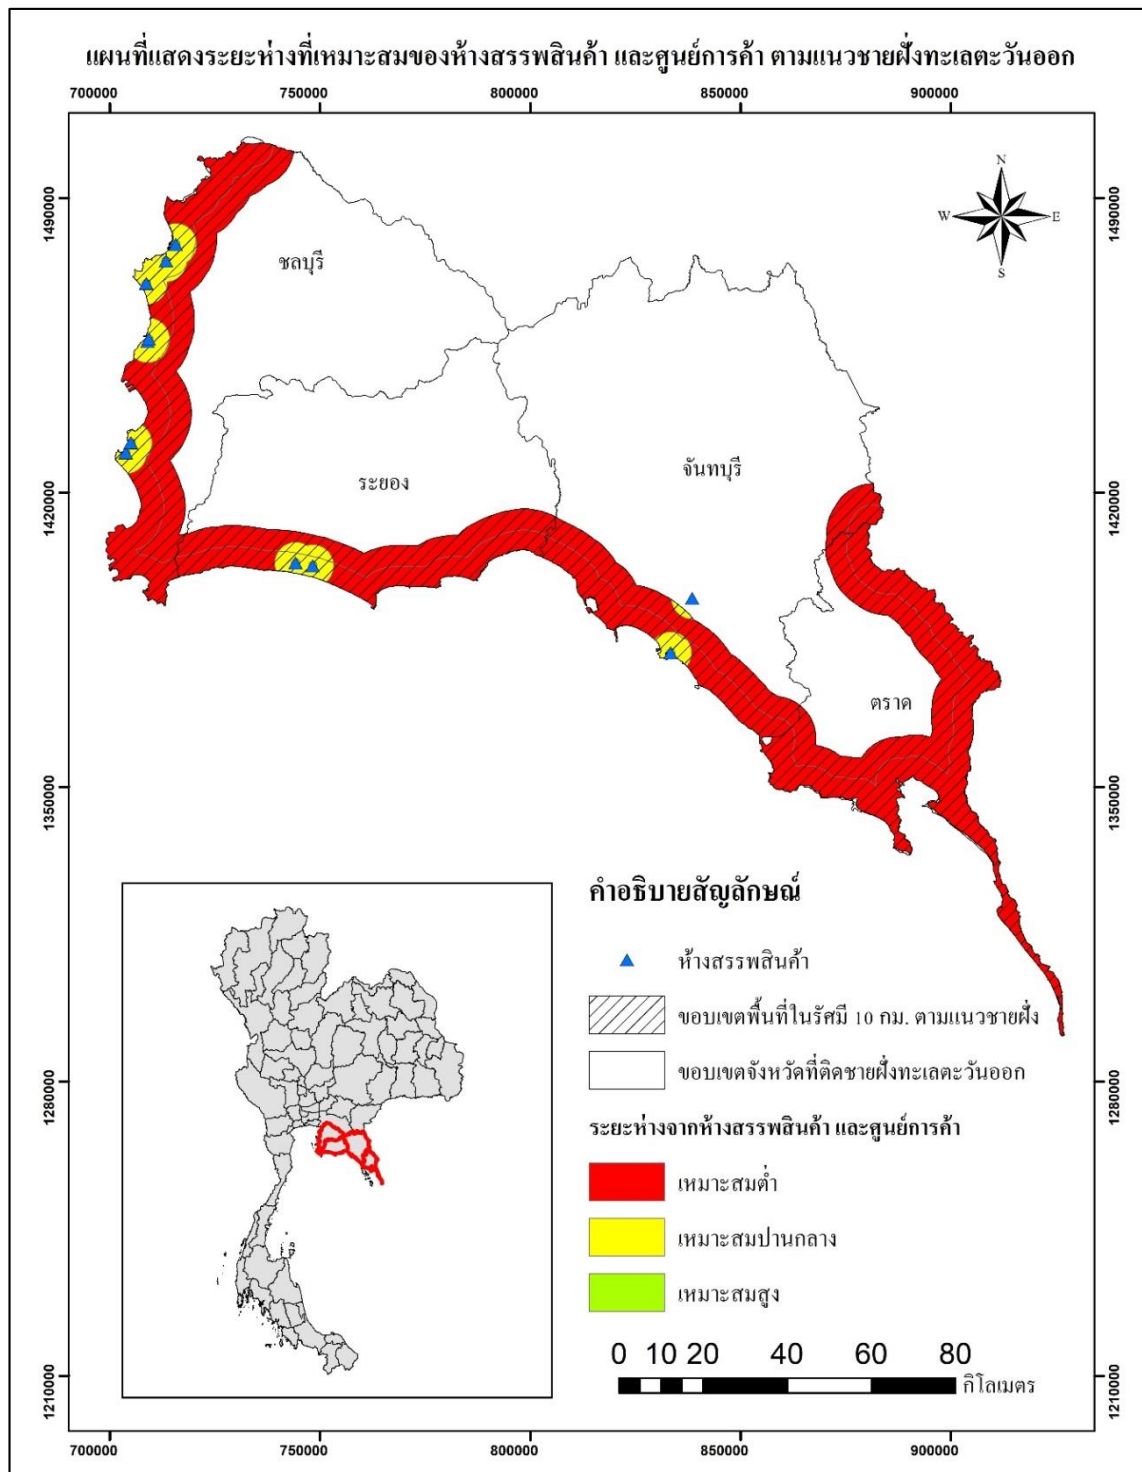 แผนที่แสดงระยะห่างที่เหมาะสมของห้างสรรพสินค้า และศูนย์การค้า ตามแนวชายฝั่งทะเลตะวันออก
700000 750000 800000 850000 900000
1490000 1490000
N
W E
S
ชลบุรี
1420000 1420000
ระยอง
จันทบุรี
ตราด
1350000 1350000
คำอธิบายสัญลักษณ์
ห้างสรรพสินค้า
ขอบเขตพื้นที่ในรัศมี 10 กม. ตามแนวชายฝั่ง
ขอบเขตจังหวัดที่ติดชายฝั่งทะเลตะวันออก
1280000 1280000
ระยะห่างจากห้างสรรพสินค้า และศูนย์การค้า
เหมาะสมต่ำ
เหมาะสมปานกลาง
เหมาะสมสูง
0 10 20 40 60 80
กิโลเมตร
1210000 1210000
700000 750000 800000 850000 900000